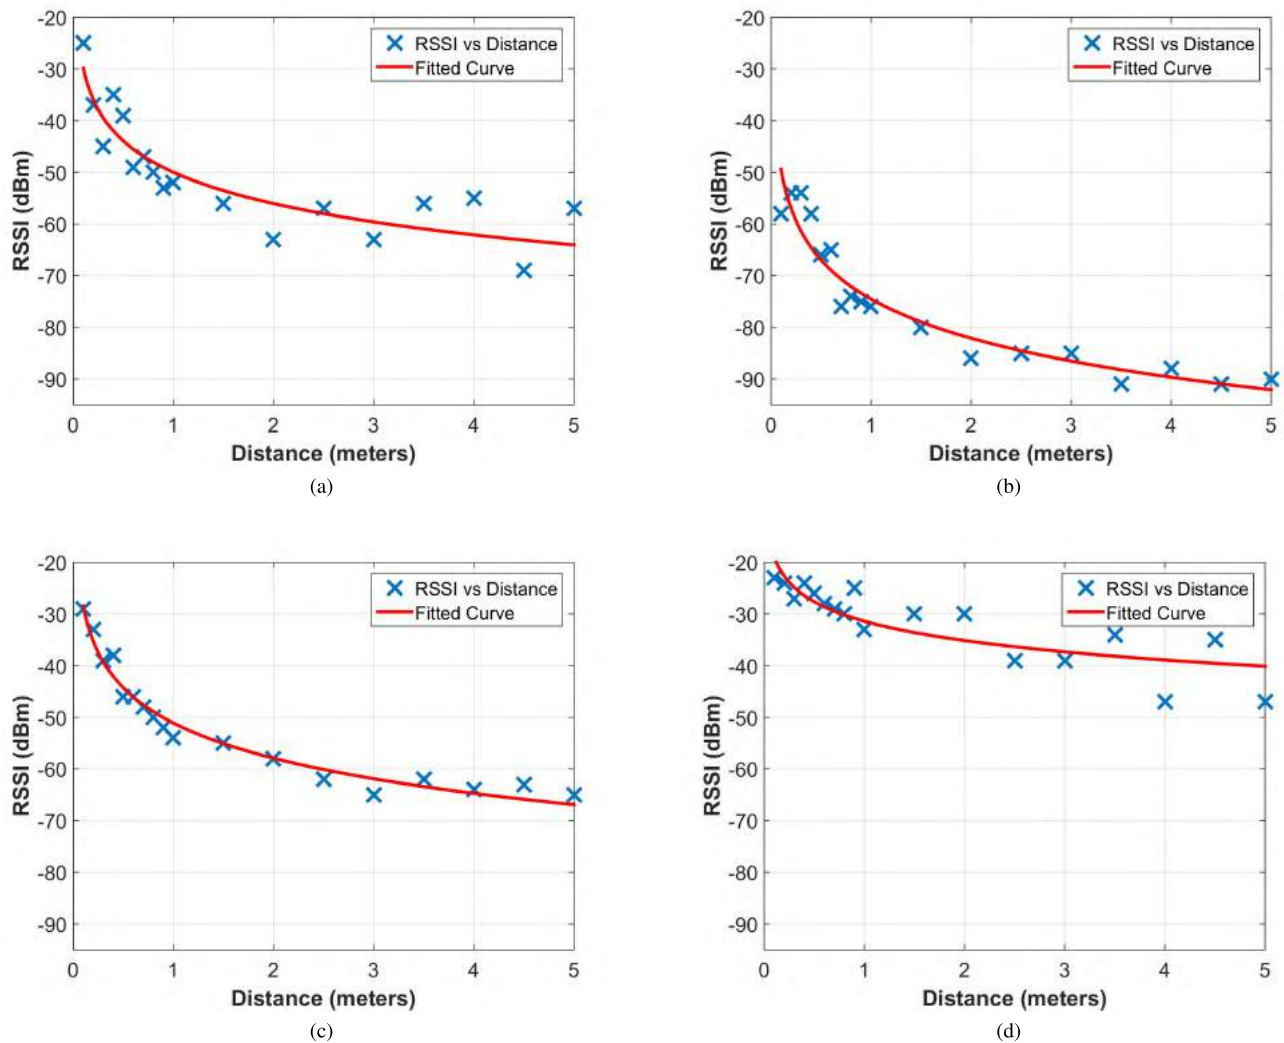 -20
-30
-40
-50
-60
-70
-80
-90
RSSI (dBm)
0 1 2 3 4 5
Distance (meters)
RSSI vs Distance
Fitted Curve
(a)
-20
-30
-40
-50
-60
-70
-80
-90
RSSI (dBm)
0 1 2 3 4 5
Distance (meters)
RSSI vs Distance
Fitted Curve
(b)
-20
-30
-40
-50
-60
-70
-80
-90
RSSI (dBm)
0 1 2 3 4 5
Distance (meters)
RSSI vs Distance
Fitted Curve
(c)
-20
-30
-40
-50
-60
-70
-80
-90
RSSI (dBm)
0 1 2 3 4 5
Distance (meters)
RSSI vs Distance
Fitted Curve
(d)